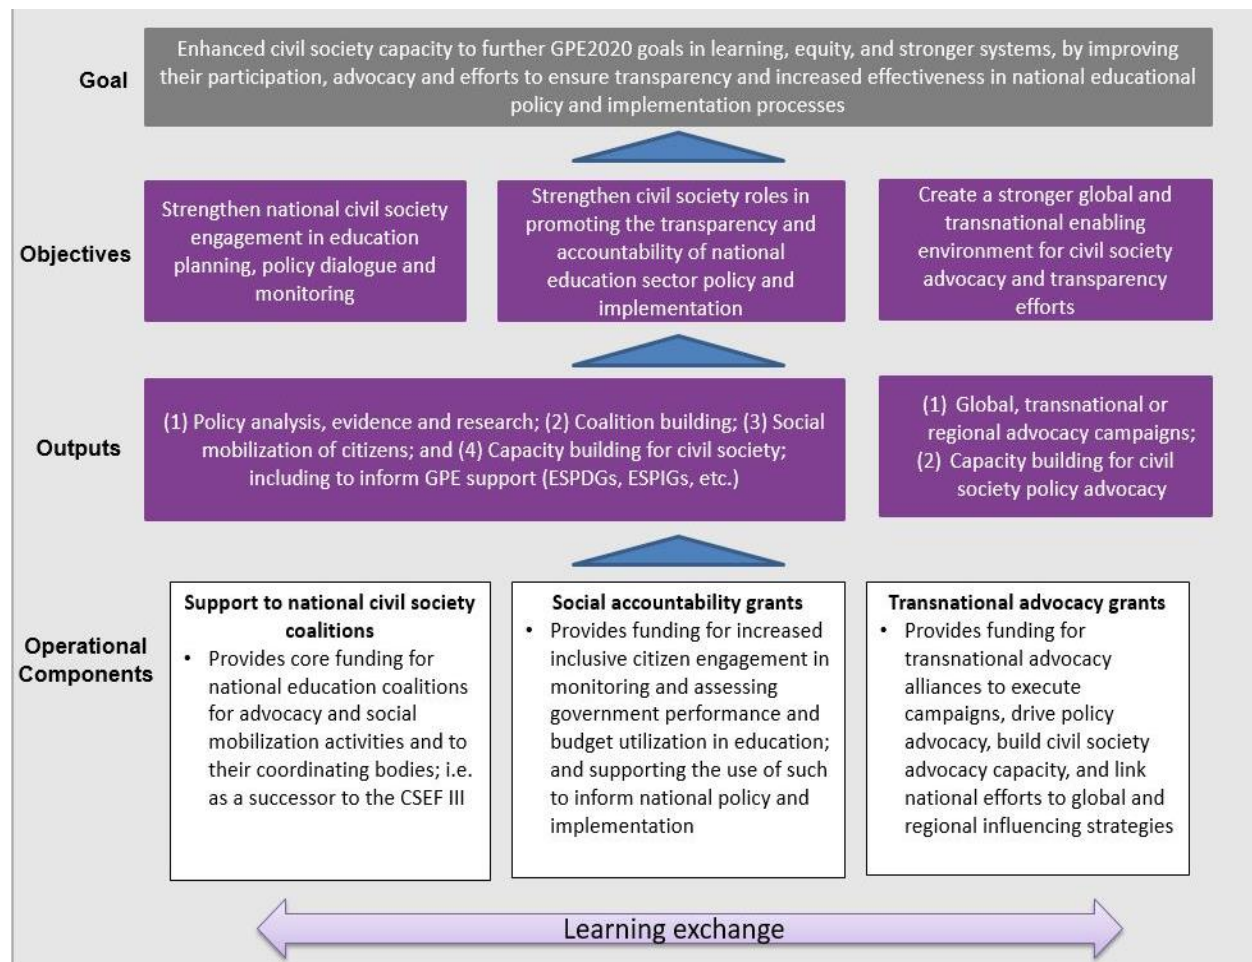 Goal
Enhanced civil society capacity to further GPE2020 goals in learning, equity, and stronger systems, by improving
their participation, advocacy and efforts to ensure transparency and increased effectiveness in national educational
policy and implementation processes
Objectives
Strengthen national civil society
engagement in education
planning, policy dialogue and
monitoring
Strengthen civil society roles in
promoting the transparency and
accountability of national
education sector policy and
implementation
Create a stronger global and
transnational enabling
environment for civil society
advocacy and transparency
efforts
Outputs
(1) Policy analysis, evidence and research; (2) Coalition building; (3) Social
mobilization of citizens; and (4) Capacity building for civil society;
including to inform GPE support (ESPDGs, ESPIGs, etc.)
(1) Global, transnational or
regional advocacy campaigns;
(2) Capacity building for civil
society policy advocacy
Operational
Components
Support to national civil society
coalitions
• Provides core funding for
national education coalitions
for advocacy and social
mobilization activities and to
their coordinating bodies; i.e.
as a successor to the CSEF III
Social accountability grants
• Provides funding for increased
inclusive citizen engagement in
monitoring and assessing
government performance and
budget utilization in education;
and supporting the use of such
to inform national policy and
implementation
Transnational advocacy grants
• Provides funding for
transnational advocacy
alliances to execute
campaigns, drive policy
advocacy, build civil society
advocacy capacity, and link
national efforts to global and
regional influencing strategies
Learning exchange